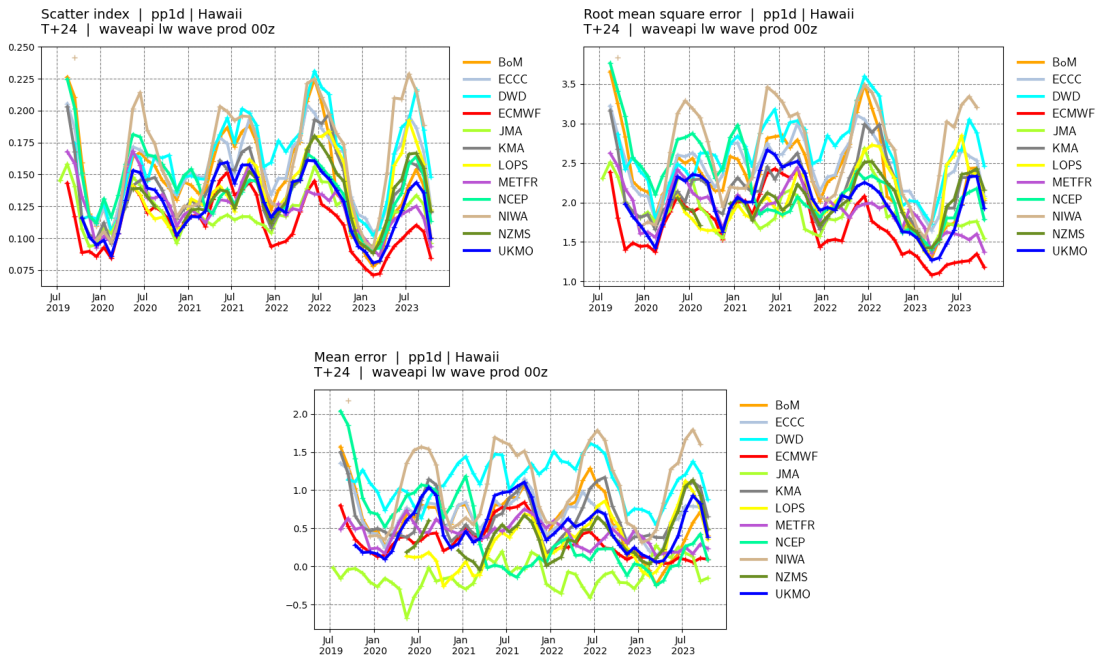 Scatter index | pp1d | Hawaii
T+24 | waveapi lw wave prod 00z
0.250
0.225
0.200
0.175
0.150
0.125
0.100
0.075
Jul 2019
Jan 2020
Jul 2020
Jan 2021
Jul 2021
Jan 2022
Jul 2022
Jan 2023
Jul 2023
BoM
ECCC
DWD
ECMWF
JMA
KMA
LOPS
METFR
NCEP
NIWA
NZMS
UKMO
Root mean square error | pp1d | Hawaii
T+24 | waveapi lw wave prod 00z
3.5
3.0
2.5
2.0
1.5
1.0
Jul 2019
Jan 2020
Jul 2020
Jan 2021
Jul 2021
Jan 2022
Jul 2022
Jan 2023
Jul 2023
BoM
ECCC
DWD
ECMWF
JMA
KMA
LOPS
METFR
NCEP
NIWA
NZMS
UKMO
Mean error | pp1d | Hawaii
T+24 | waveapi lw wave prod 00z
2.0
1.5
1.0
0.5
0.0
−0.5
Jul 2019
Jan 2020
Jul 2020
Jan 2021
Jul 2021
Jan 2022
Jul 2022
Jan 2023
Jul 2023
BoM
ECCC
DWD
ECMWF
JMA
KMA
LOPS
METFR
NCEP
NIWA
NZMS
UKMO